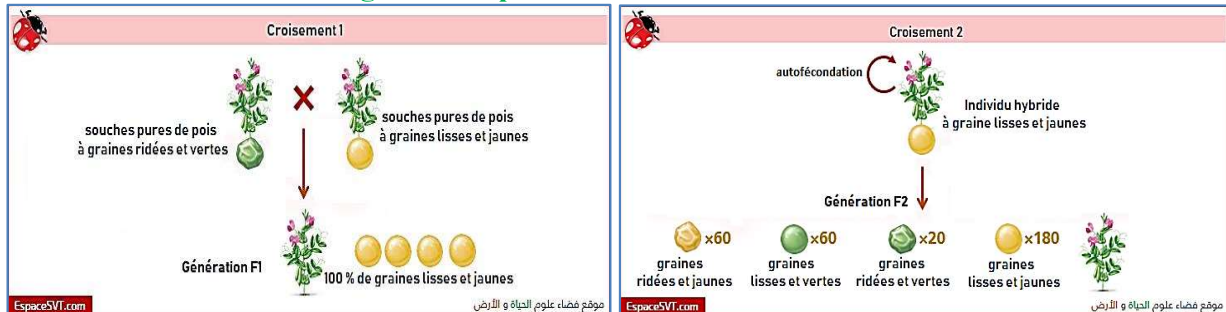 Croisement 1
souches pures de pois
à graines ridées et vertes
souches pures de pois
à graines lisses et jaunes
Génération F1
100 % de graines lisses et jaunes
EspaceSVT.com
موقع فضاء علوم الحياة و الأرض
Croisement 2
autofécondation
Individu hybride
à graine lisses et jaunes
Génération F2
×60
×60
×20
×180
graines
ridées et jaunes
graines
lisses et vertes
graines
ridées et vertes
graines
lisses et jaunes
EspaceSVT.com
موقع فضاء علوم الحياة و الأرض